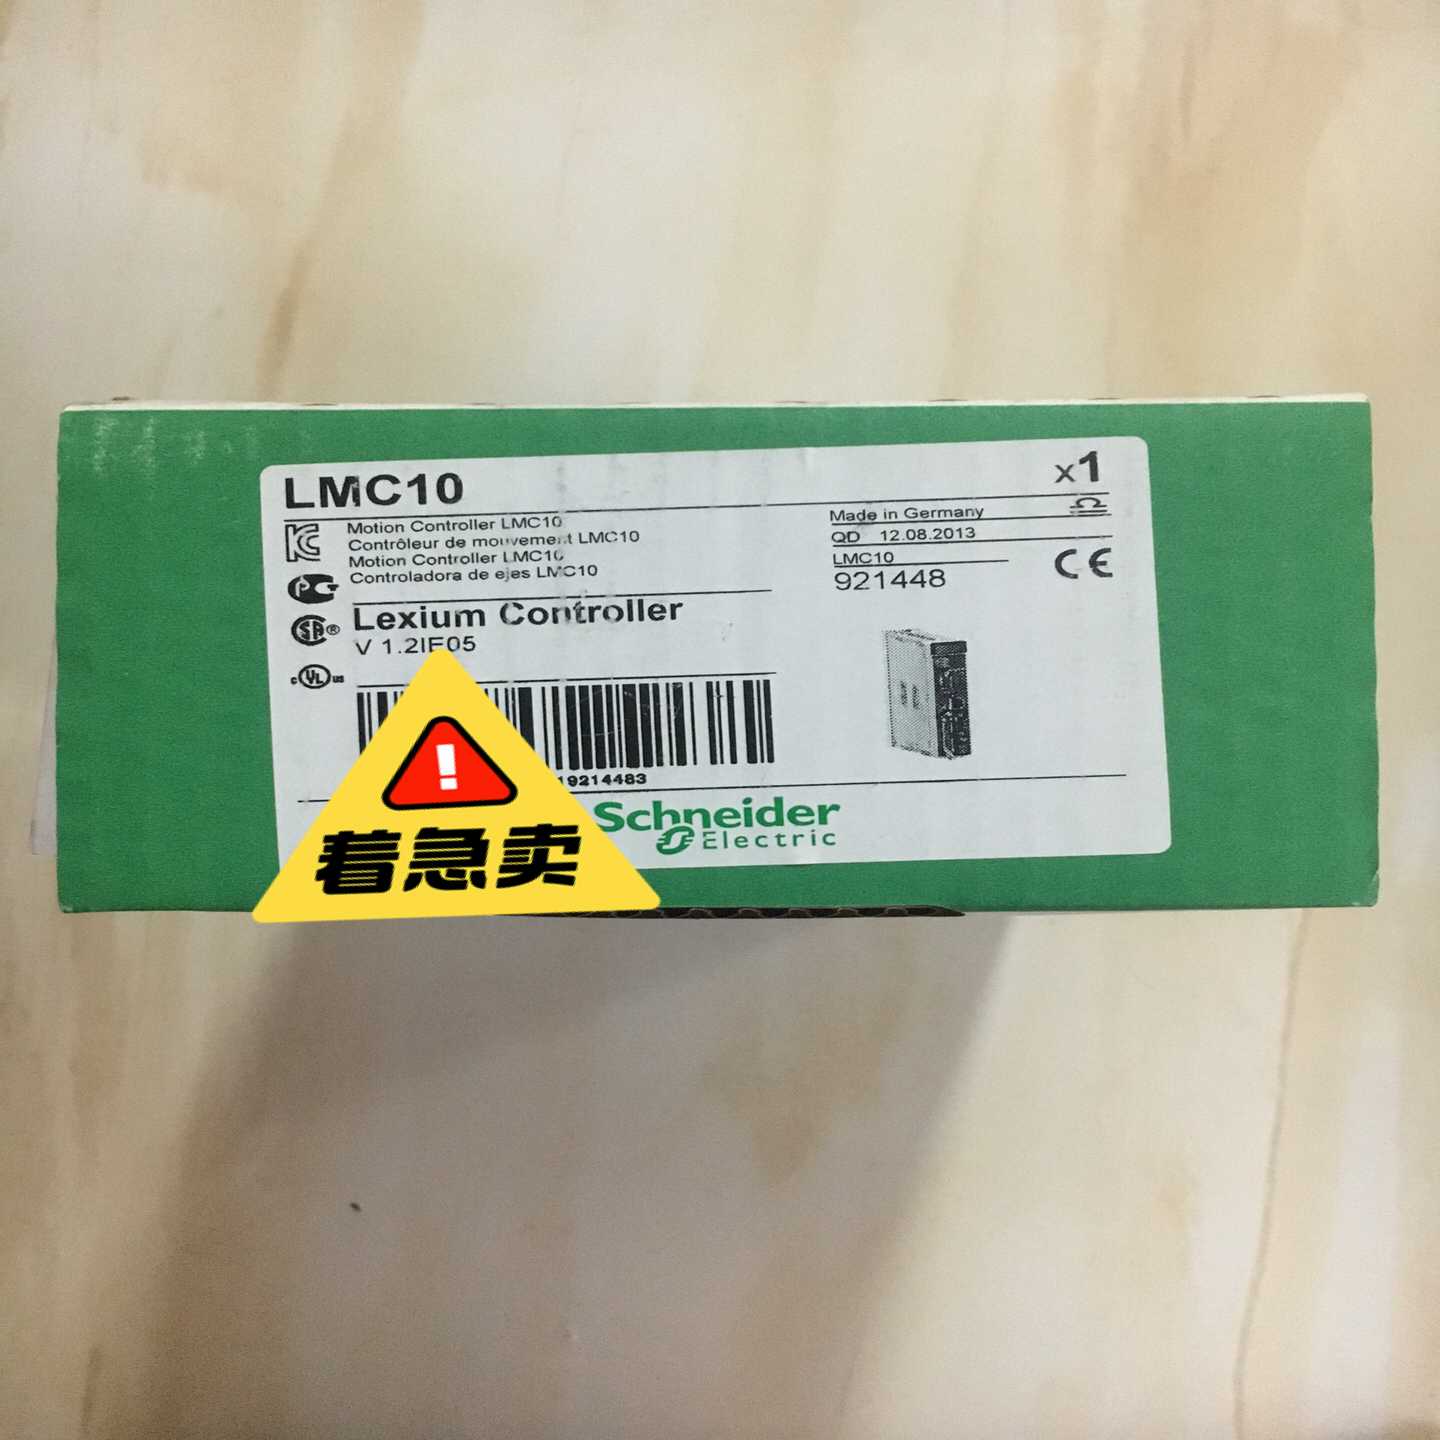 LMC10
x1
Motion Controller LMC10
Contrôleur de mouvement LMC10
Motion Controller LMC10
Controladora de ejes LMC10
Made in Germany
QD 12.08.2013
LMC10
921448
CE
Lexium Controller
V 1.2IE05
19214483
Schneider
Electric
着急卖